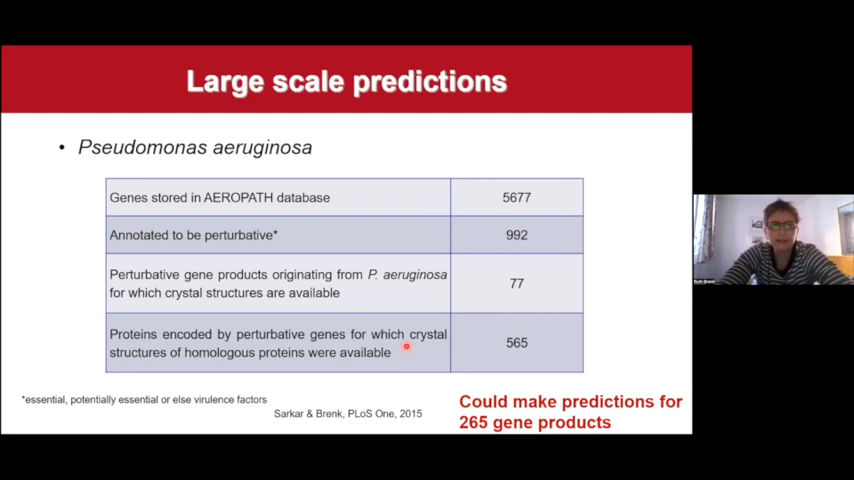 Large scale predictions
• Pseudomonas aeruginosa
Genes stored in AEROPATH database 5677
Annotated to be perturbative* 992
Perturbative gene products originating from P. aeruginosa
for which crystal structures are available 77
Proteins encoded by perturbative genes for which crystal
structures of homologous proteins were available 565
*essential, potentially essential or else virulence factors
Sarkar & Brenk, PLoS One, 2015
Could make predictions for
265 gene products
Ruth Brenk